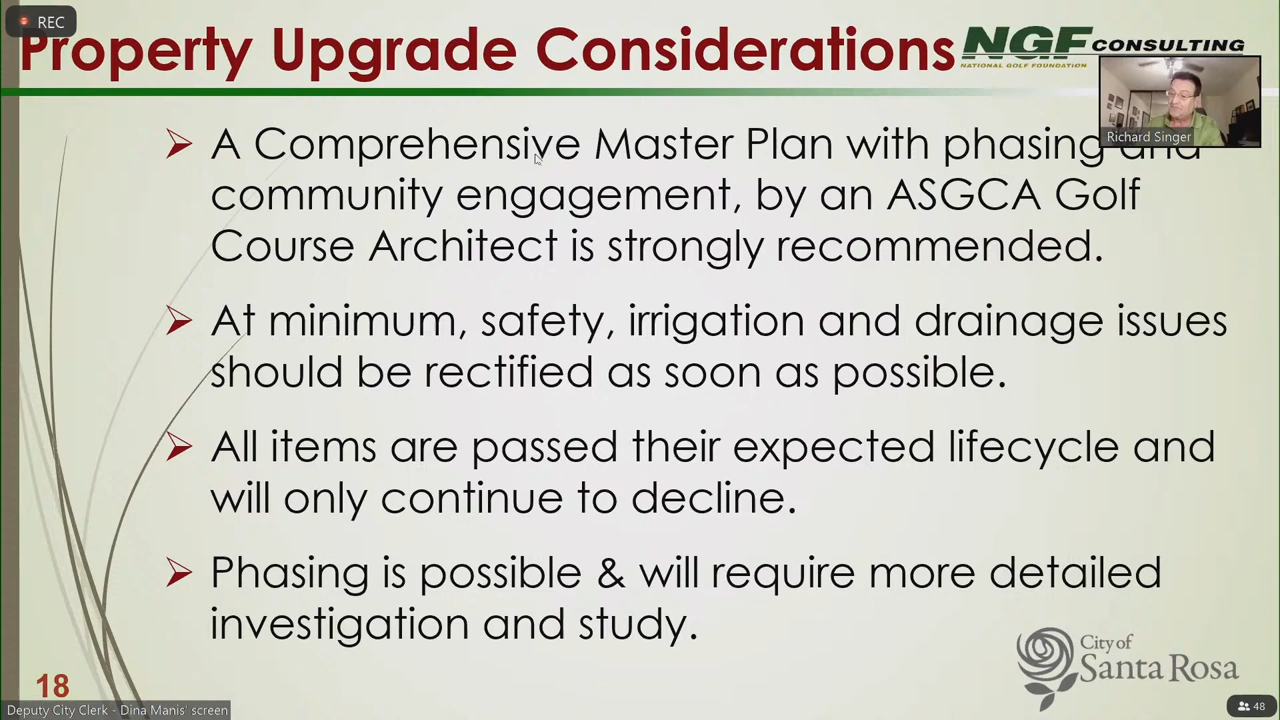 REC
Property Upgrade Considerations
NGF CONSULTING
NATIONAL GOLF FOUNDATION
Richard Singer
A Comprehensive Master Plan with phasing and
community engagement, by an ASGCA Golf
Course Architect is strongly recommended.
At minimum, safety, irrigation and drainage issues
should be rectified as soon as possible.
All items are passed their expected lifecycle and
will only continue to decline.
Phasing is possible & will require more detailed
investigation and study.
City of
Santa Rosa
18
Deputy City Clerk - Dina Manis' screen
48